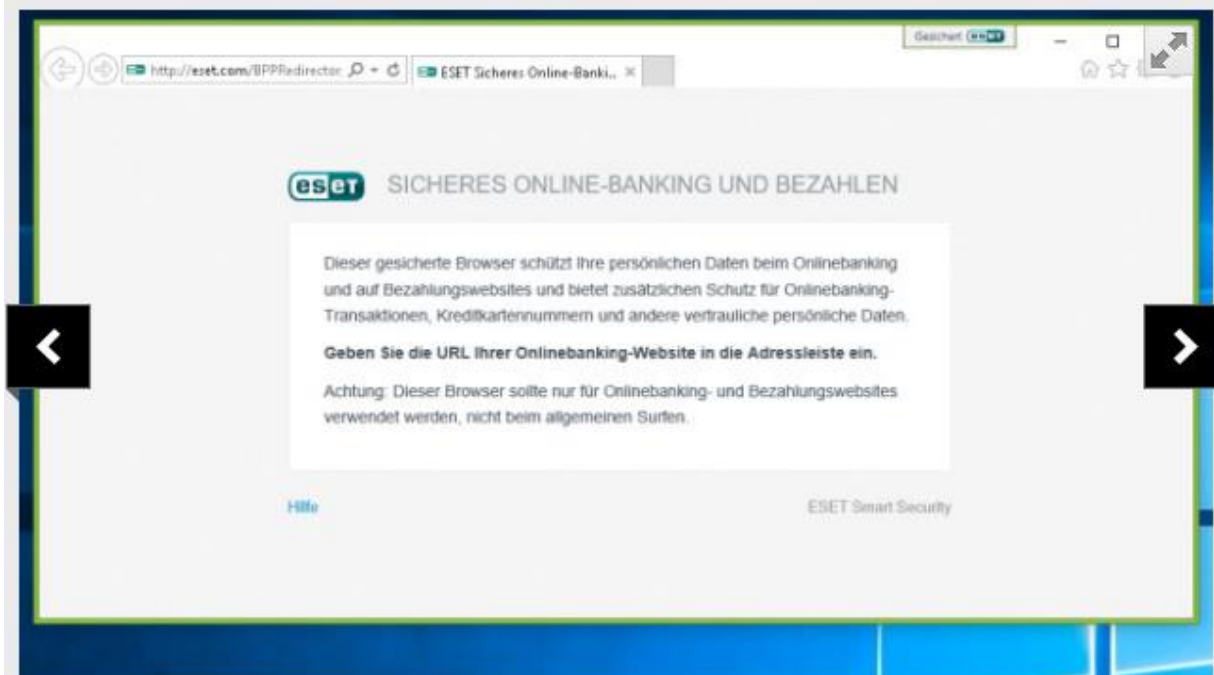 Gesichert eset
http://eset.com/BPPRedirector
ESET Sicheres Online-Banki...
eset SICHERES ONLINE-BANKING UND BEZAHLEN
Dieser gesicherte Browser schützt Ihre persönlichen Daten beim Onlinebanking
und auf Bezahlungswebsites und bietet zusätzlichen Schutz für Onlinebanking-
Transaktionen, Kreditkartennummern und andere vertrauliche persönliche Daten.
Geben Sie die URL Ihrer Onlinebanking-Website in die Adressleiste ein.
Achtung: Dieser Browser sollte nur für Onlinebanking- und Bezahlungswebsites
verwendet werden, nicht beim allgemeinen Surfen.
Hilfe
ESET Smart Security